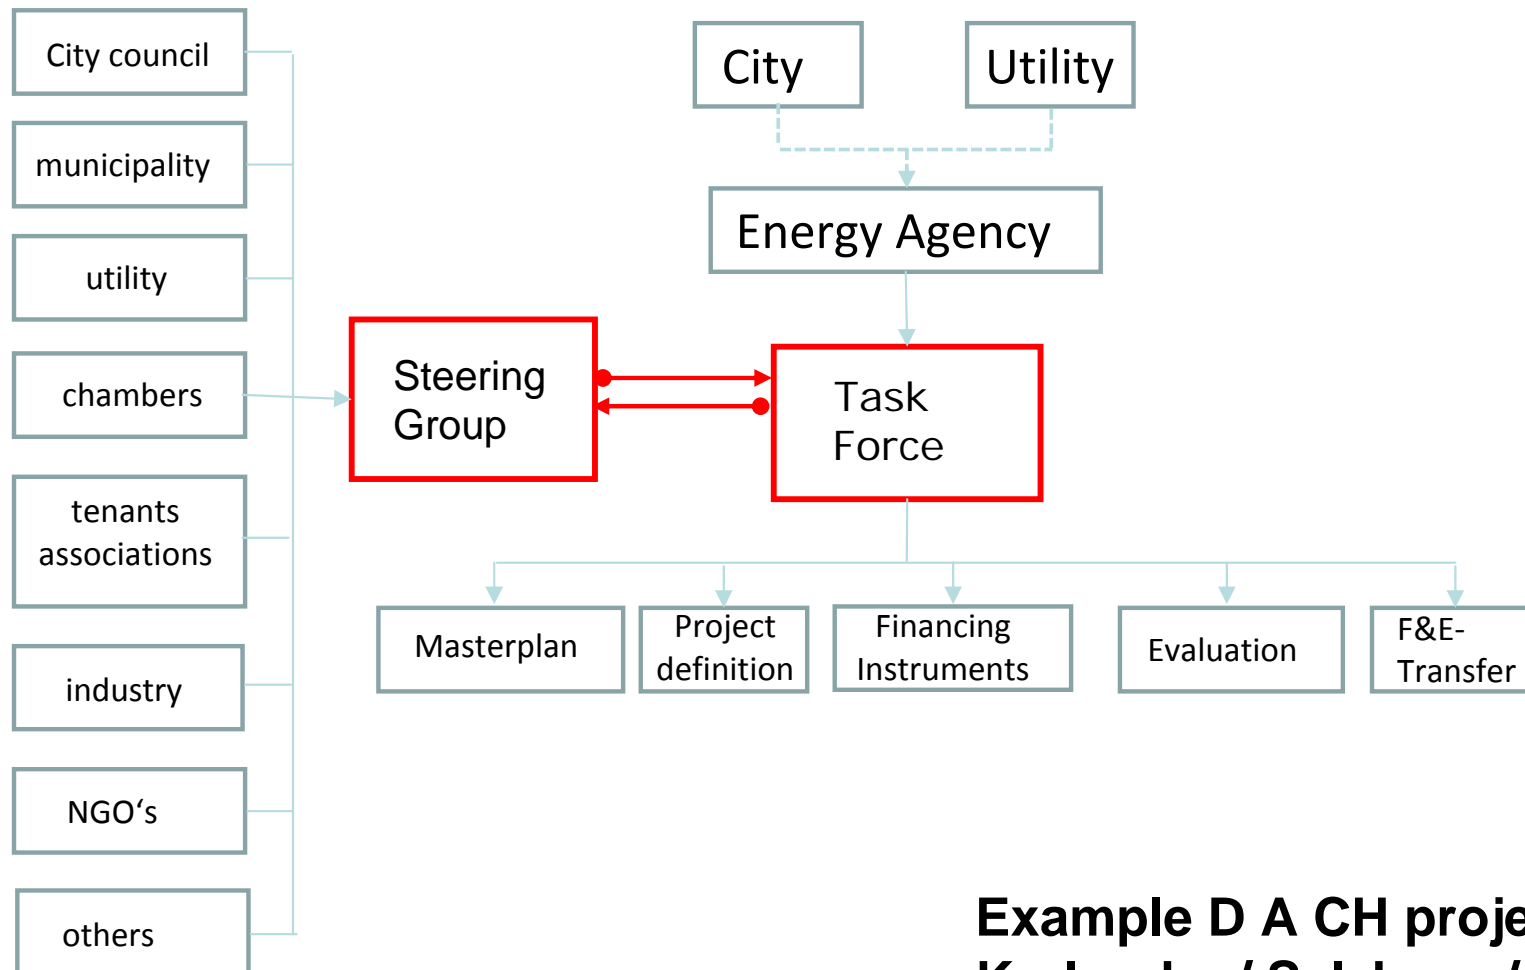 City council
municipality
utility
chambers
tenants
associations
industry
NGO‘s
others
City
Utility
Energy Agency
Steering
Group
Task
Force
Masterplan
Project
definition
Financing
Instruments
Evaluation
F&E-
Transfer
Example D A CH